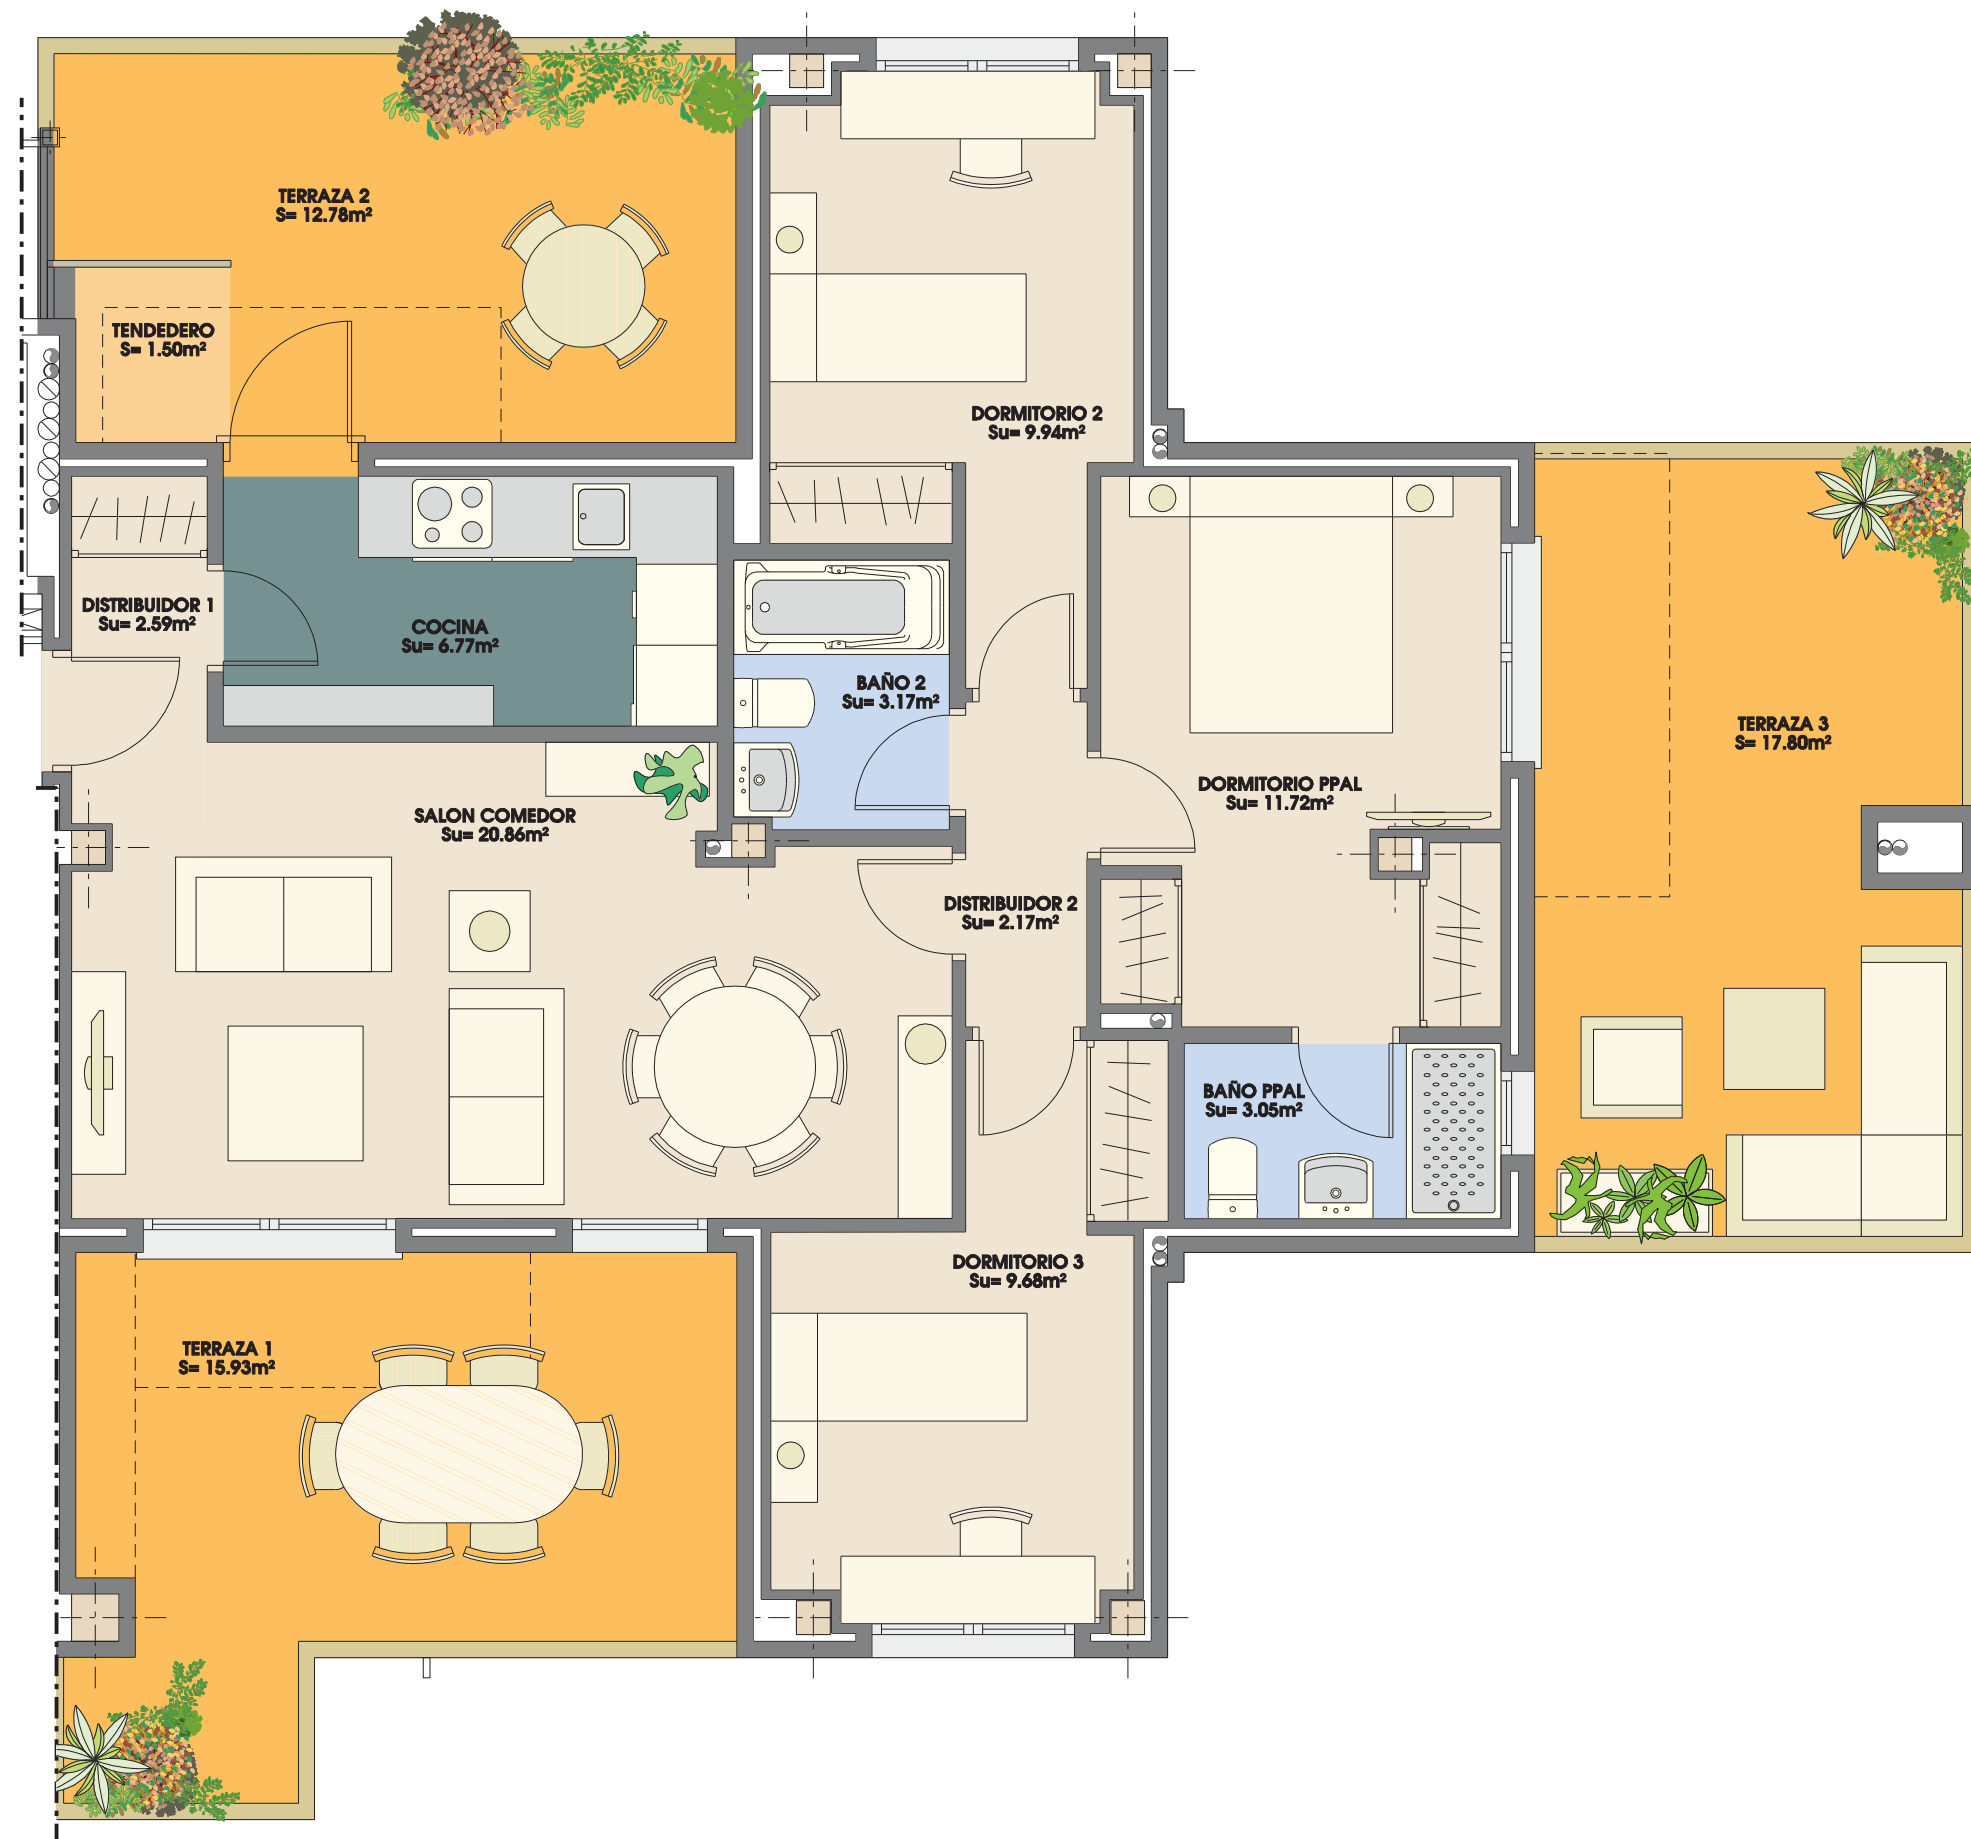 TERRAZA 2
S= 12.78m²
TENDEDERO
S= 1.50m²
DORMITORIO 2
Su= 9.94m²
DISTRIBUIDOR 1
Su= 2.59m²
COCINA
Su= 6.77m²
BAÑO 2
Su= 3.17m²
TERRAZA 3
S= 17.80m²
DORMITORIO PPAL
Su= 11.72m²
SALON COMEDOR
Su= 20.86m²
DISTRIBUIDOR 2
Su= 2.17m²
BAÑO PPAL
Su= 3.05m²
DORMITORIO 3
Su= 9.68m²
TERRAZA 1
S= 15.93m²